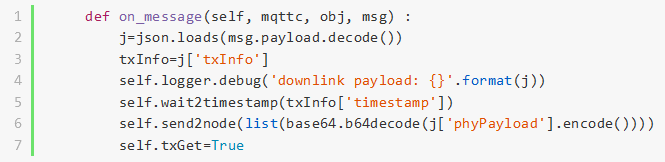 1 def on_message(self, mqttc, obj, msg) :
2 j=json.loads(msg.payload.decode())
3 txInfo=j['txInfo']
4 self.logger.debug('downlink payload: {}'.format(j))
5 self.wait2timestamp(txInfo['timestamp'])
6 self.send2node(list(base64.b64decode(j['phyPayload'].encode())))
7 self.txGet=True